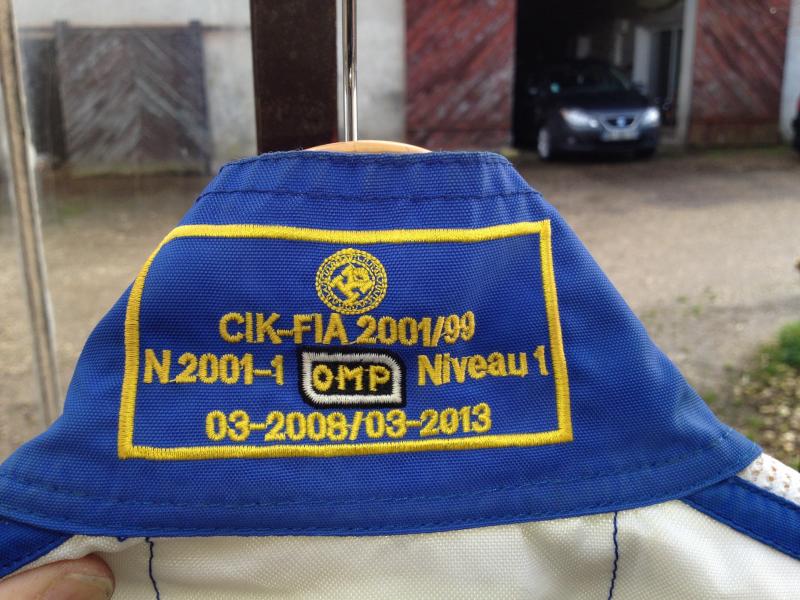 CIK-FIA 2001/99
N.2001-1 OMP Niveau 1
03-2008/03-2013